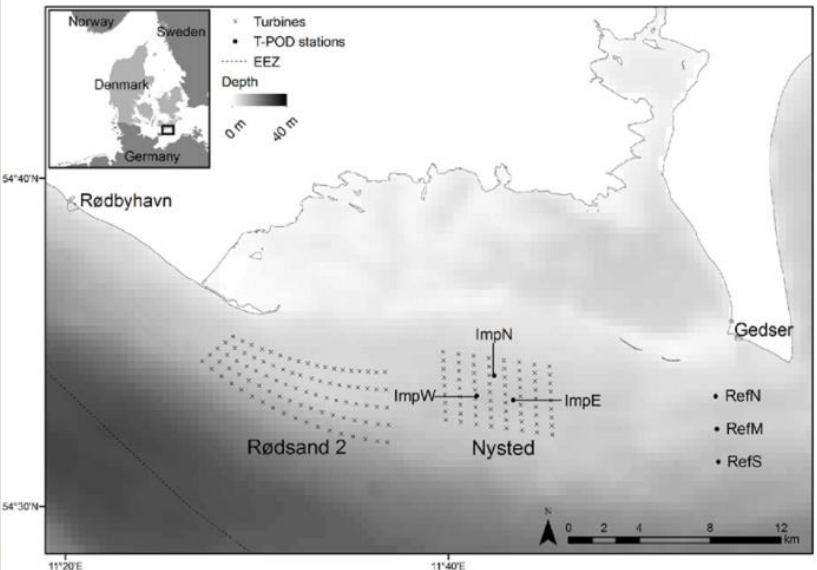 Norway
Sweden
Denmark
Germany
Turbines
T-POD stations
EEZ
Depth
0 m
40 m
54°40'N
Rødbyhavn
Gedser
ImpN
ImpW
ImpE
RefN
RefM
RefS
Rødsand 2
Nysted
54°30'N
N
0 2 4 8 12
km
11°20'E
11°40'E